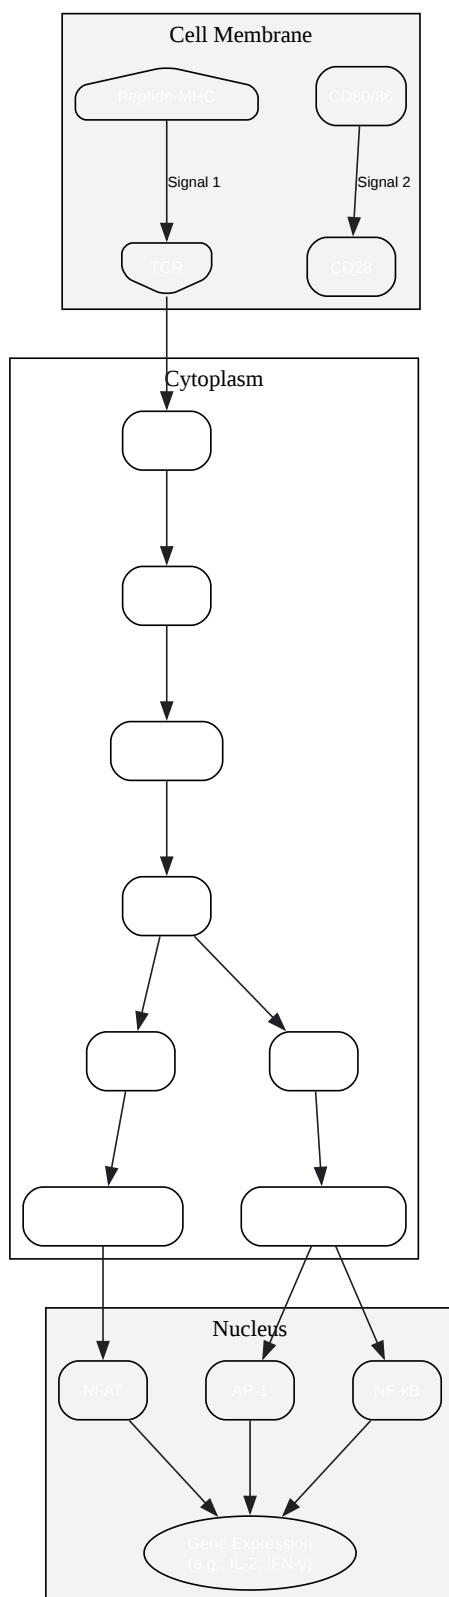 Cell Membrane
Peptide-MHC
CD80/86
Signal 1
Signal 2
TCR
CD28
Cytoplasm
Nucleus
NFAT
AP-1
NF-κB
Gene Expression
(e.g., IL-2, IFN-γ)